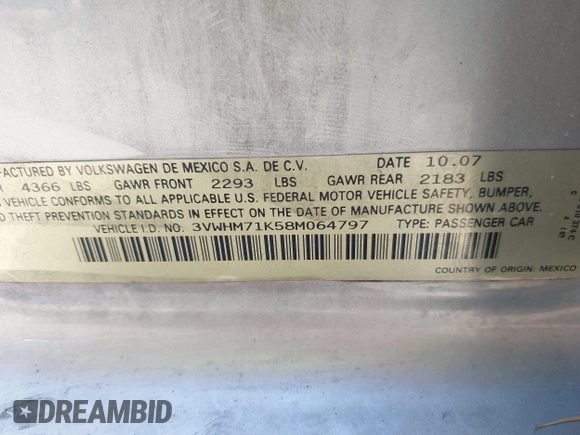 FACTURED BY VOLKSWAGEN DE MEXICO S.A. DE C.V. DATE 10.07
4366 LBS GAWR FRONT 2293 LBS GAWR REAR 2183 LBS
VEHICLE CONFORMS TO ALL APPLICABLE U.S. FEDERAL MOTOR VEHICLE SAFETY, BUMPER,
THEFT PREVENTION STANDARDS IN EFFECT ON THE DATE OF MANUFACTURE SHOWN ABOVE.
VEHICLE I.D. NO. 3VWHM71K58M064797 TYPE: PASSENGER CAR
COUNTRY OF ORIGIN: MEXICO
DREAMBID